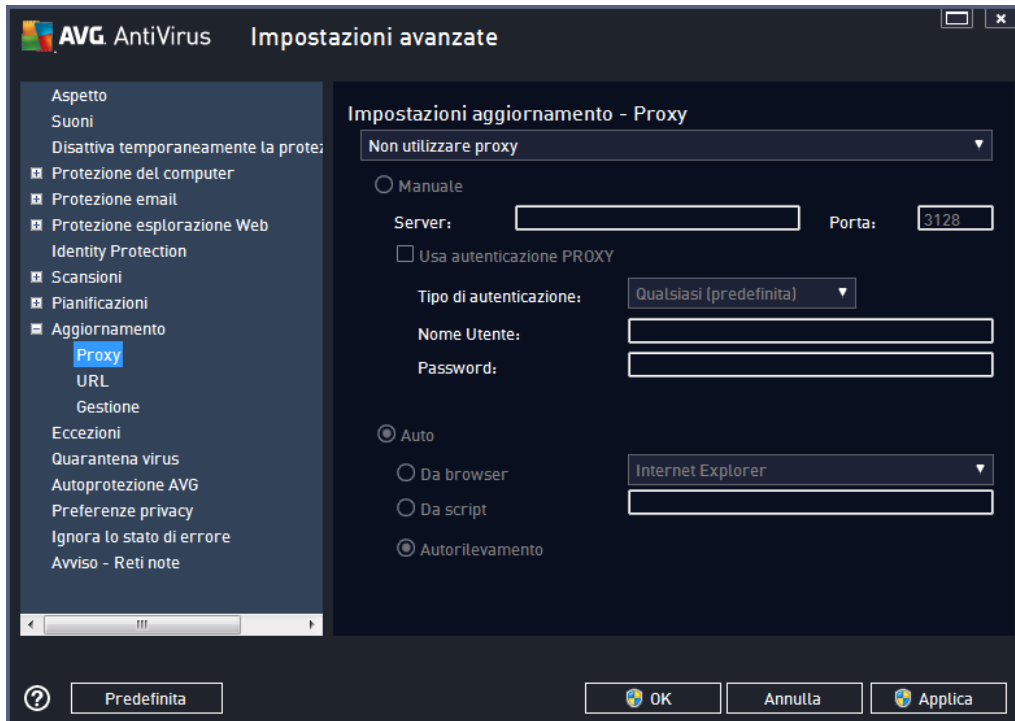 AVG AntiVirus
Impostazioni avanzate
Aspetto
Suoni
Disattiva temporaneamente la protez
Protezione del computer
Protezione email
Protezione esplorazione Web
Identity Protection
Scansioni
Pianificazioni
Aggiornamento
Proxy
URL
Gestione
Eccezioni
Quarantena virus
Autoprotezione AVG
Preferenze privacy
Ignora lo stato di errore
Avviso - Reti note
Impostazioni aggiornamento - Proxy
Non utilizzare proxy
Manuale
Server:
Porta: 3128
Usa autenticazione PROXY
Tipo di autenticazione: Qualsiasi (predefinita)
Nome Utente:
Password:
Auto
Da browser Internet Explorer
Da script
Autorilevamento
Predefinita
OK
Annulla
Applica